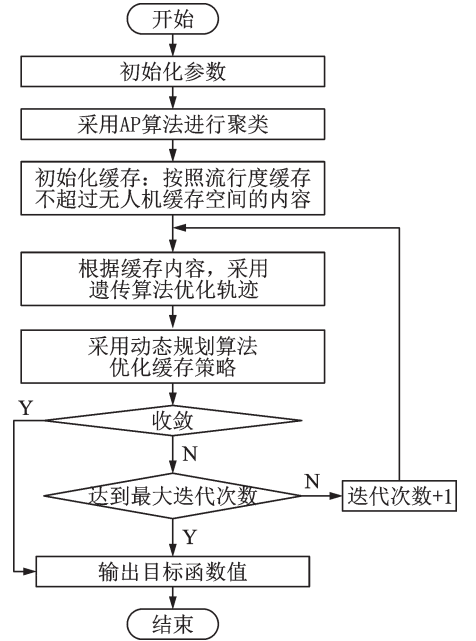 开始
初始化参数
采用AP算法进行聚类
初始化缓存：按照流行度缓存
不超过无人机缓存空间的内容
根据缓存内容，采用
遗传算法优化轨迹
采用动态规划算法
优化缓存策略
Y
收敛
N
达到最大迭代次数
N
迭代次数+1
Y
输出目标函数值
结束